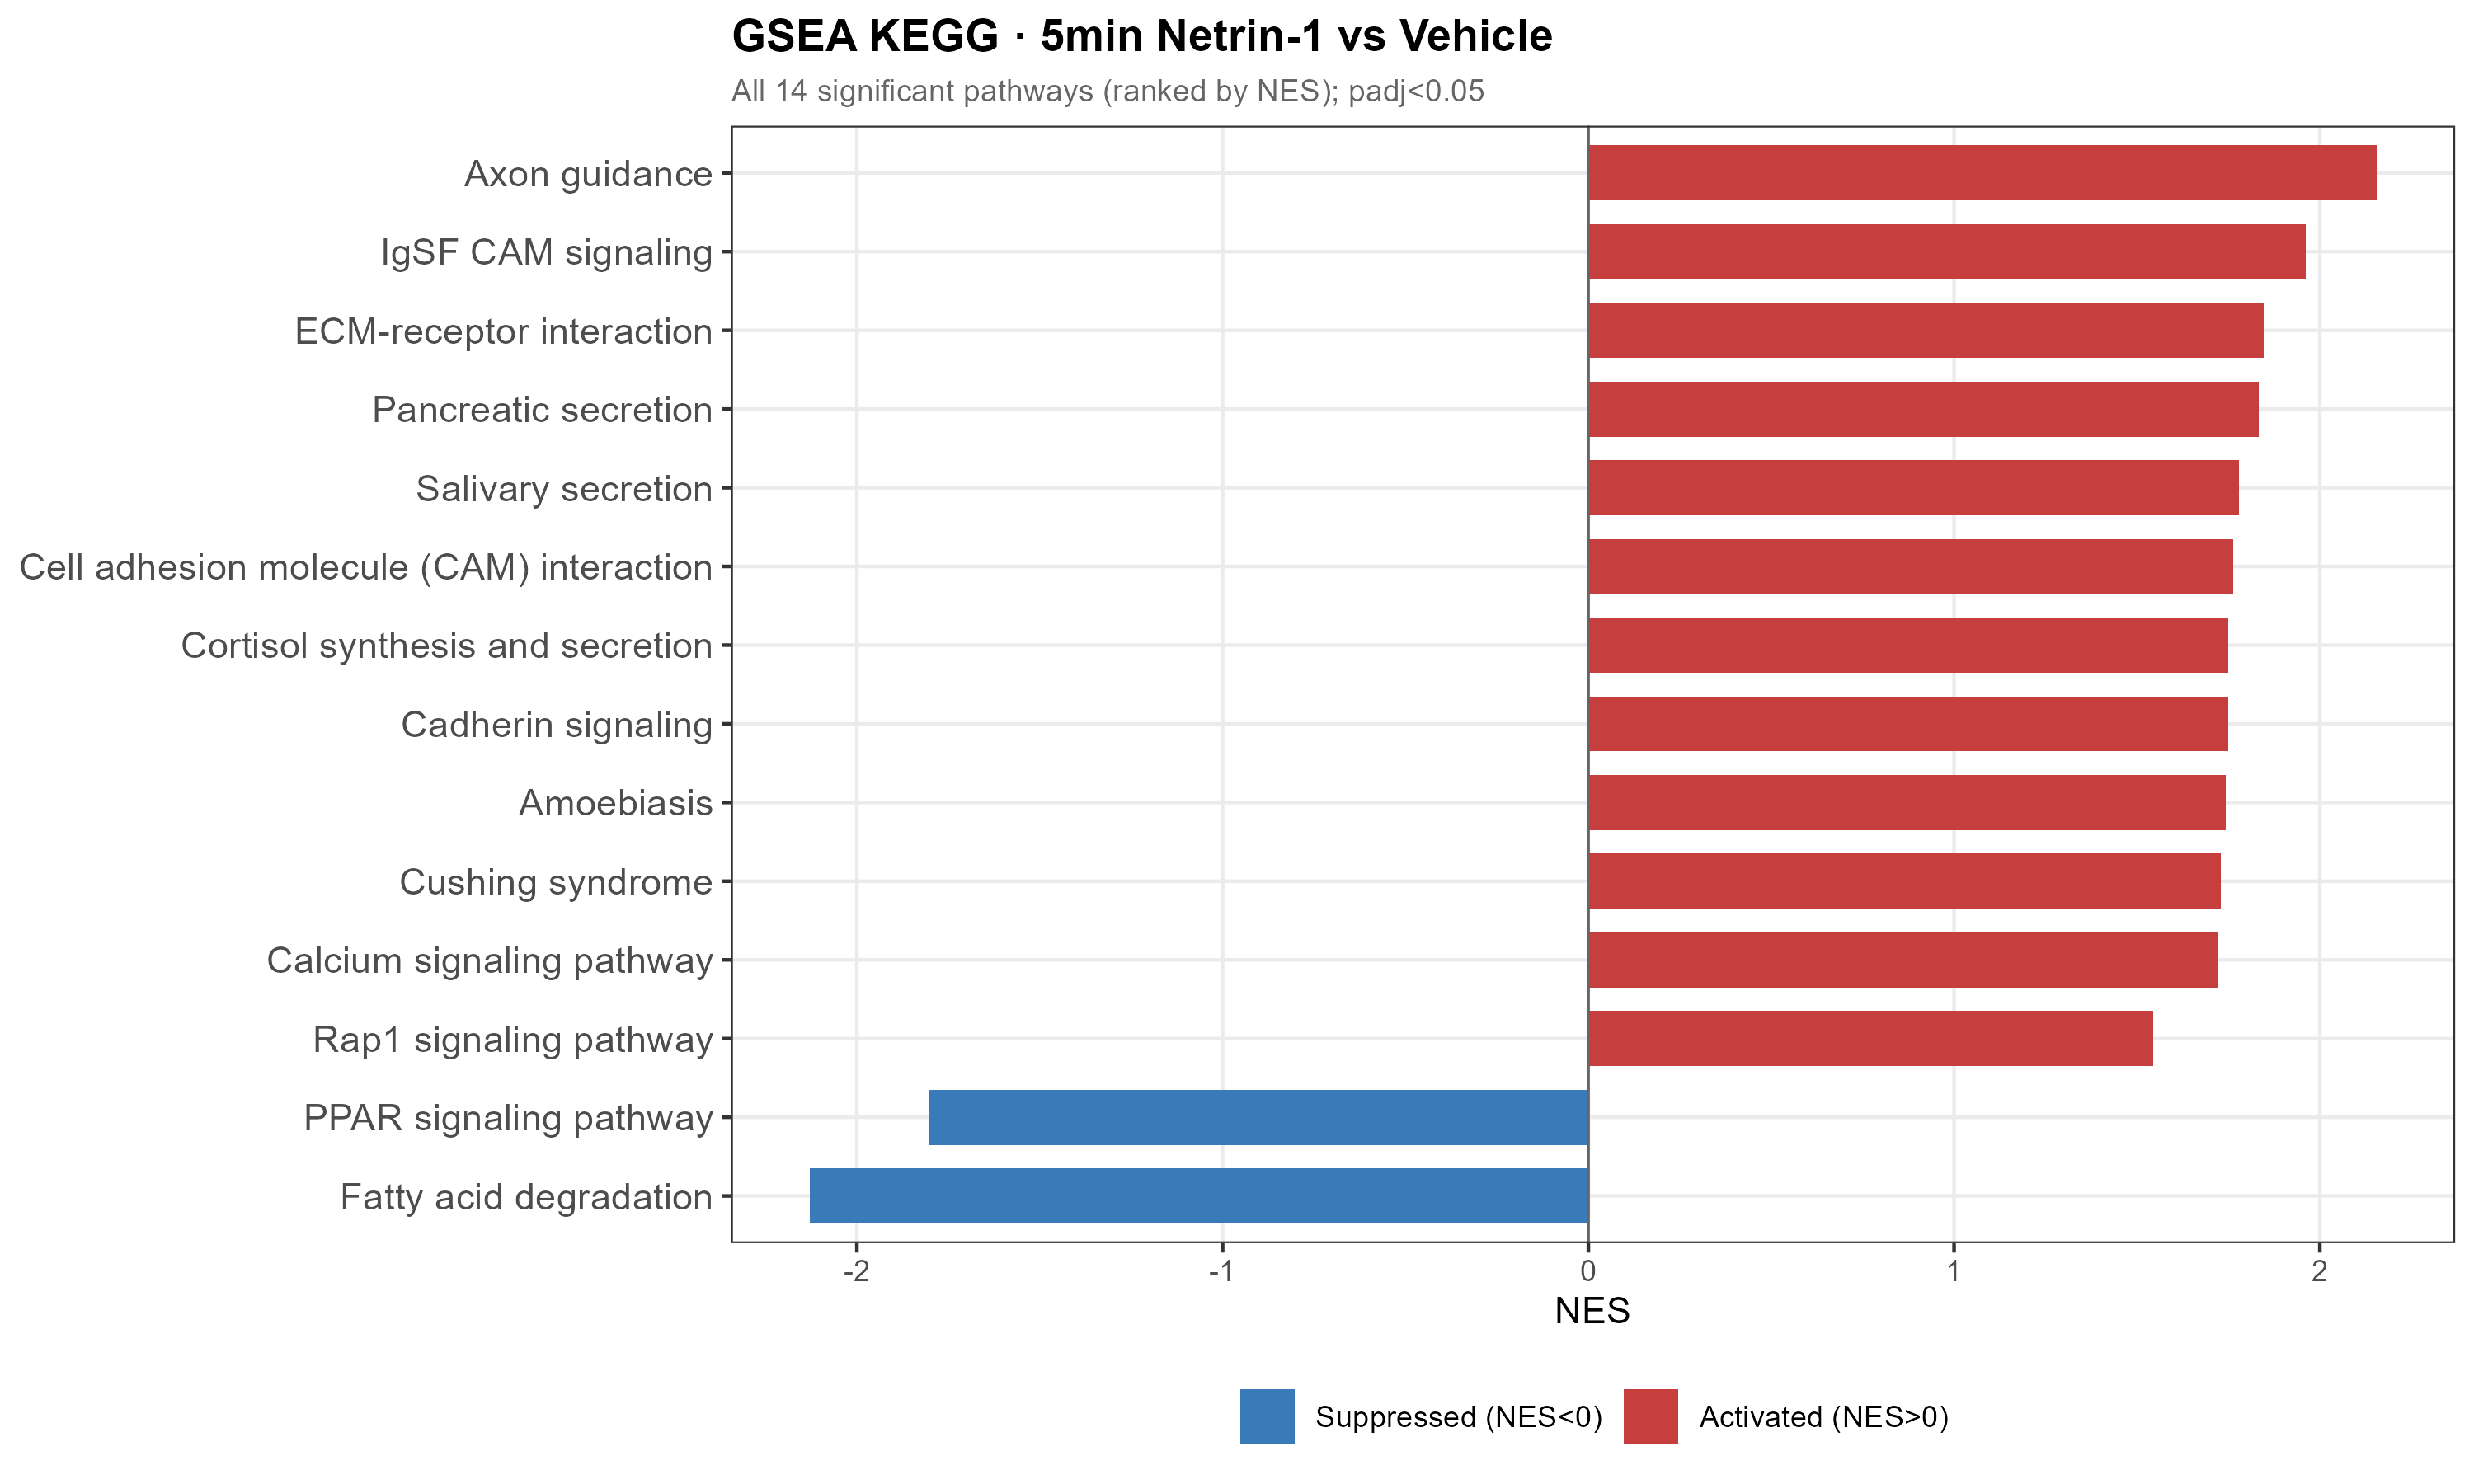 GSEA KEGG · 5min Netrin-1 vs Vehicle
All 14 significant pathways (ranked by NES); padj<0.05
Axon guidance
IgSF CAM signaling
ECM-receptor interaction
Pancreatic secretion
Salivary secretion
Cell adhesion molecule (CAM) interaction
Cortisol synthesis and secretion
Cadherin signaling
Amoebiasis
Cushing syndrome
Calcium signaling pathway
Rap1 signaling pathway
PPAR signaling pathway
Fatty acid degradation
-2 -1 0 1 2
NES
Suppressed (NES<0) Activated (NES>0)